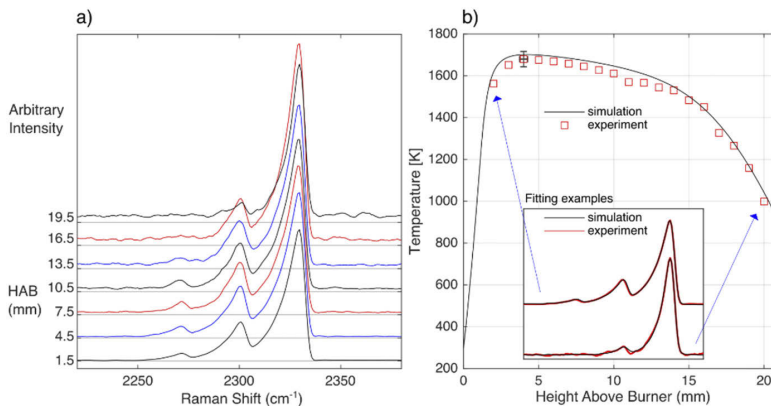 a)
Arbitrary
Intensity
19.5
16.5
13.5
10.5
HAB
7.5
(mm)
4.5
1.5
2250
2300
2350
Raman Shift (cm⁻¹)
b)
1800
1600
1400
1200
1000
800
600
400
200
Temperature [K]
simulation
experiment
Fitting examples
simulation
experiment
0
5
10
15
20
Height Above Burner (mm)